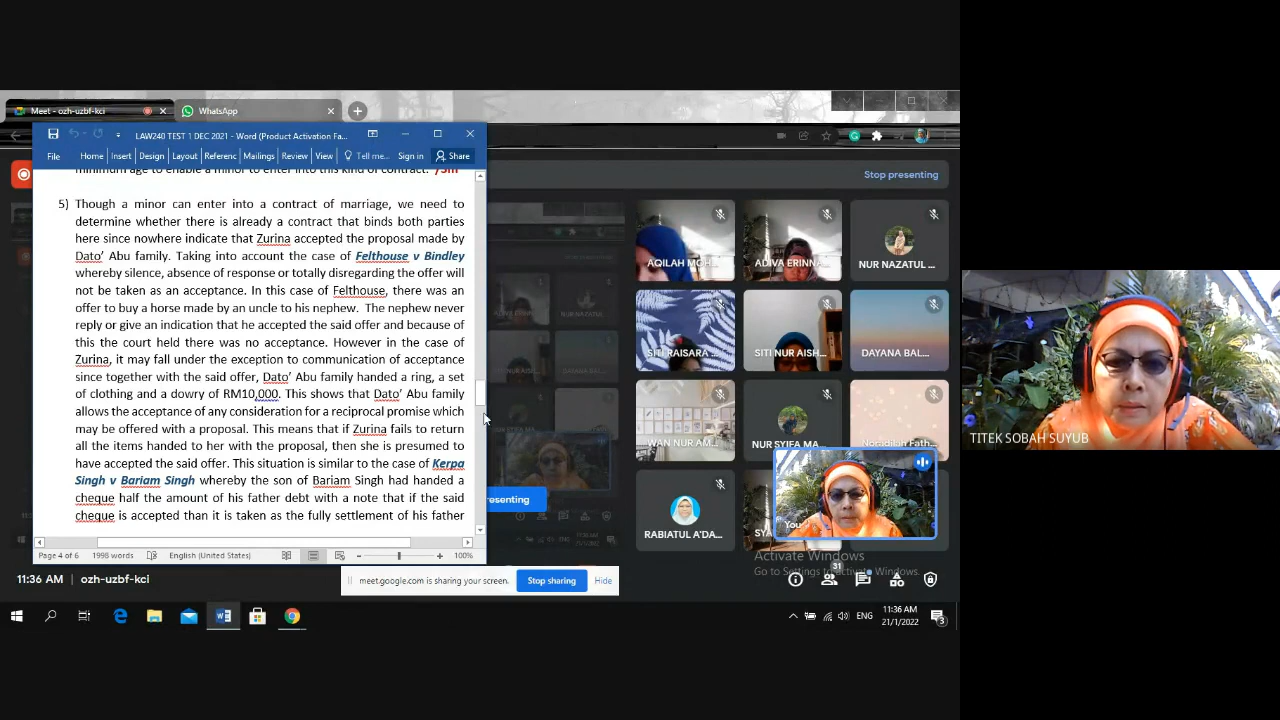 Meet - ozh-uzbf-kci
WhatsApp
LAW240 TEST 1 DEC 2021 - Word (Product Activation Fa...
File Home Insert Design Layout Referenc Mailings Review View Tell me... Sign in Share
Stop presenting
minimum age to enable a minor to enter into this kind of contract. /5m
5) Though a minor can enter into a contract of marriage, we need to
determine whether there is already a contract that binds both parties
here since nowhere indicate that Zurina accepted the proposal made by
Dato' Abu family. Taking into account the case of Felthouse v Bindley
whereby silence, absence of response or totally disregarding the offer will
not be taken as an acceptance. In this case of Felthouse, there was an
offer to buy a horse made by an uncle to his nephew. The nephew never
reply or give an indication that he accepted the said offer and because of
this the court held there was no acceptance. However in the case of
Zurina, it may fall under the exception to communication of acceptance
since together with the said offer, Dato' Abu family handed a ring, a set
of clothing and a dowry of RM10,000. This shows that Dato' Abu family
allows the acceptance of any consideration for a reciprocal promise which
may be offered with a proposal. This means that if Zurina fails to return
all the items handed to her with the proposal, then she is presumed to
have accepted the said offer. This situation is similar to the case of Kerpa
Singh v Bariam Singh whereby the son of Bariam Singh had handed a
cheque half the amount of his father debt with a note that if the said
cheque is accepted than it is taken as the fully settlement of his father
Page 4 of 6 1998 words English (United States) 100%
AQILAH MOH...
ADIVA ERINNA...
NUR NAZATUL ...
SITI RAISARA ...
SITI NUR AISH...
DAYANA BAL...
WAN NUR AM...
NUR SYIFA MA...
RABIATUL A'DA...
You
TITEK SOBAH SUYUB
resenting
Activate Windows
Go to Settings to activate Windows.
11:36 AM ozh-uzbf-kci
meet.google.com is sharing your screen. Stop sharing Hide
31
ENG
11:36 AM
21/1/2022
3